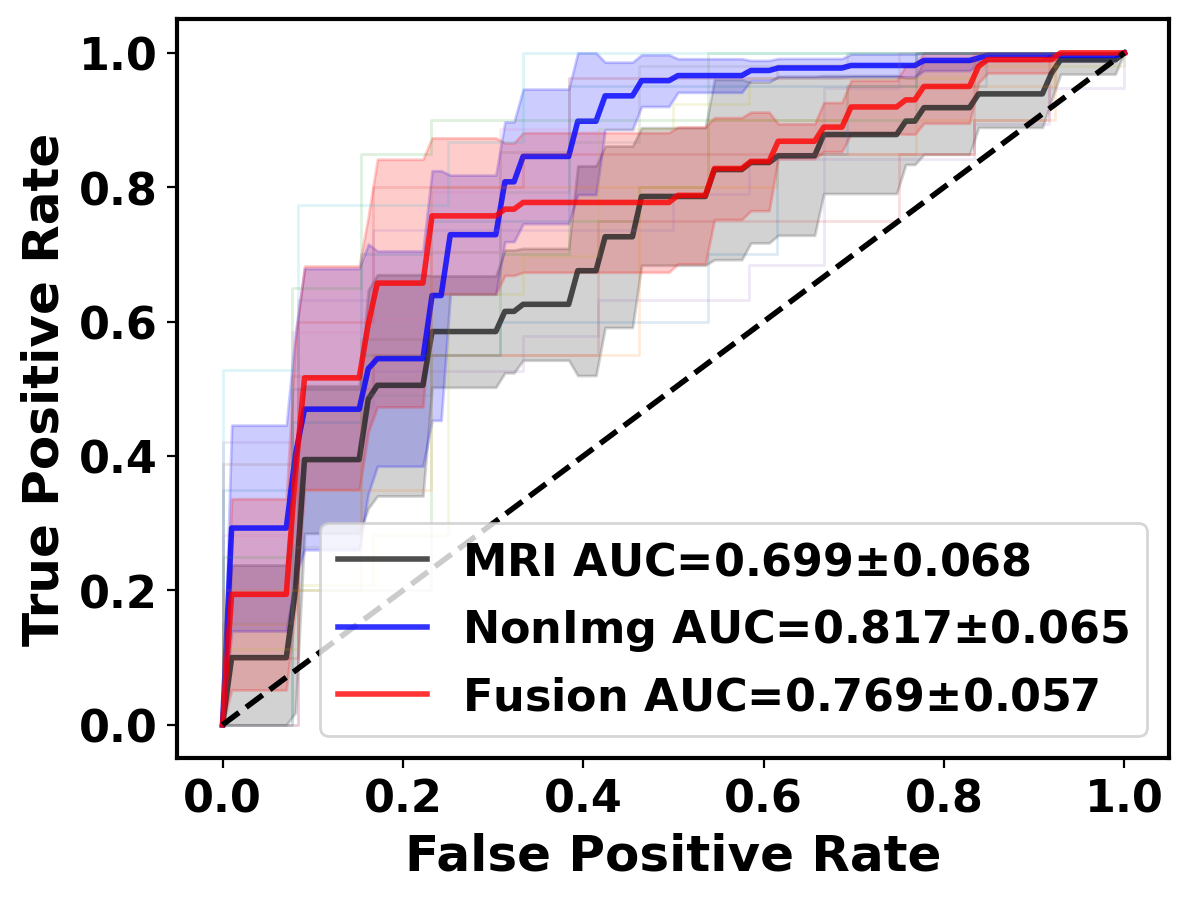 1.0
0.8
0.6
0.4
0.2
0.0
True Positive Rate
MRI AUC=0.699±0.068
NonImg AUC=0.817±0.065
Fusion AUC=0.769±0.057
0.0 0.2 0.4 0.6 0.8 1.0
False Positive Rate